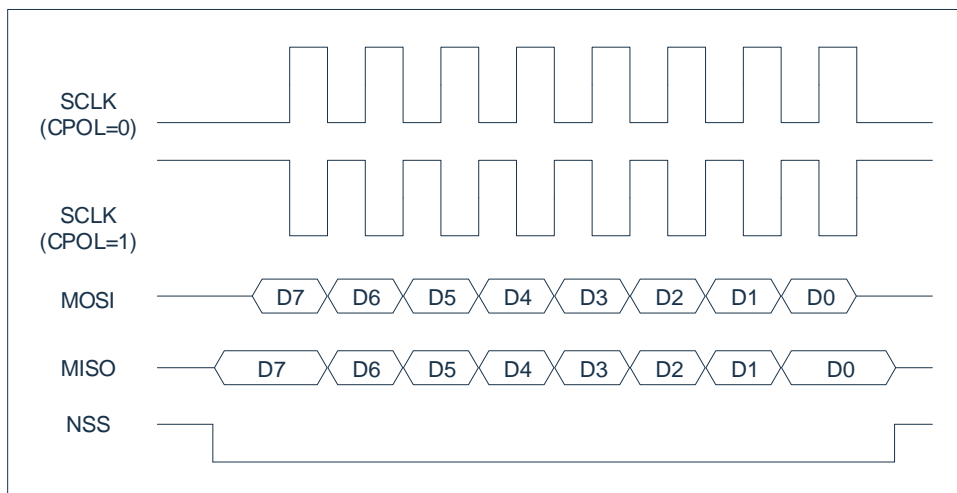 SCLK
(CPOL=0)
SCLK
(CPOL=1)
MOSI D7 D6 D5 D4 D3 D2 D1 D0
MISO D7 D6 D5 D4 D3 D2 D1 D0
NSS